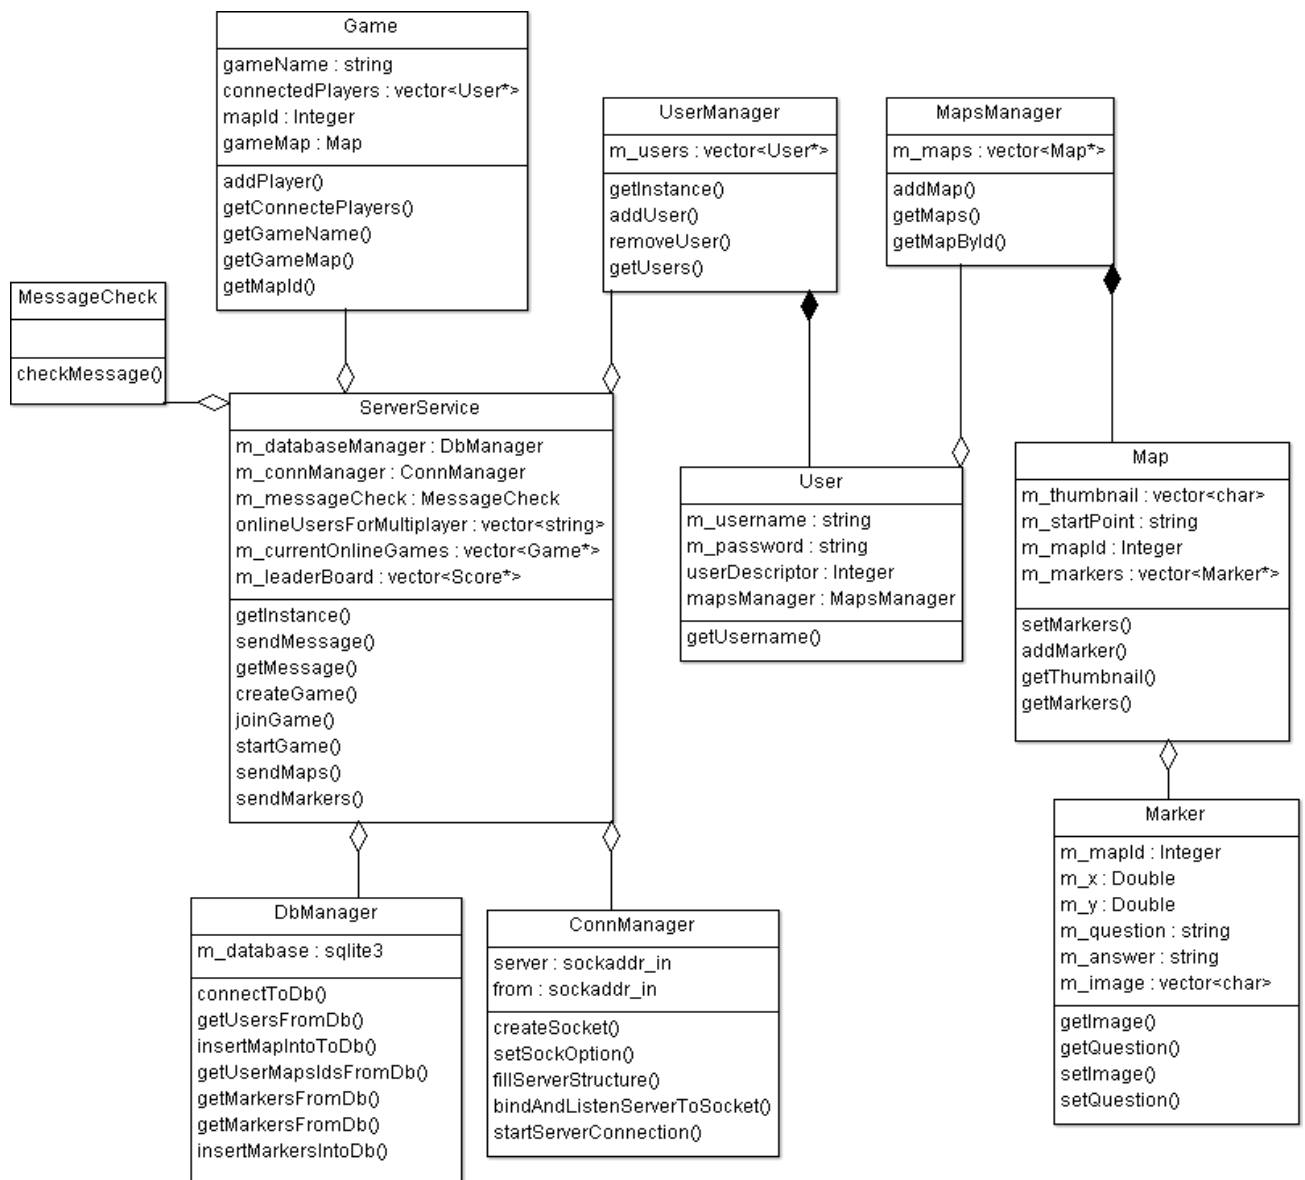 Game
gameName : string
connectedPlayers : vector<User*>
mapId : Integer
gameMap : Map
addPlayer()
getConnectePlayers()
getGameName()
getGameMap()
getMapId()
UserManager
m_users : vector<User*>
getInstance()
addUser()
removeUser()
getUsers()
MapsManager
m_maps : vector<Map*>
addMap()
getMaps()
getMapById()
MessageCheck
checkMessage()
ServerService
m_databaseManager : DbManager
m_connManager : ConnManager
m_messageCheck : MessageCheck
onlineUsersForMultiplayer : vector<string>
m_currentOnlineGames : vector<Game*>
m_leaderBoard : vector<Score*>
getInstance()
sendMessage()
getMessage()
createGame()
joinGame()
startGame()
sendMaps()
sendMarkers()
User
m_username : string
m_password : string
userDescriptor : Integer
mapsManager : MapsManager
getUsername()
Map
m_thumbnail : vector<char>
m_startPoint : string
m_mapId : Integer
m_markers : vector<Marker*>
setMarkers()
addMarker()
getThumbnail()
getMarkers()
DbManager
m_database : sqlite3
connectToDb()
getUsersFromDb()
insertMapIntoToDb()
getUserMapsIdsFromDb()
getMarkersFromDb()
getMarkersFromDb()
insertMarkersIntoDb()
ConnManager
server : sockaddr_in
from : sockaddr_in
createSocket()
setSockOption()
fillServerStructure()
bindAndListenServerToSocket()
startServerConnection()
Marker
m_mapId : Integer
m_x : Double
m_y : Double
m_question : string
m_answer : string
m_image : vector<char>
getImage()
getQuestion()
setImage()
setQuestion()